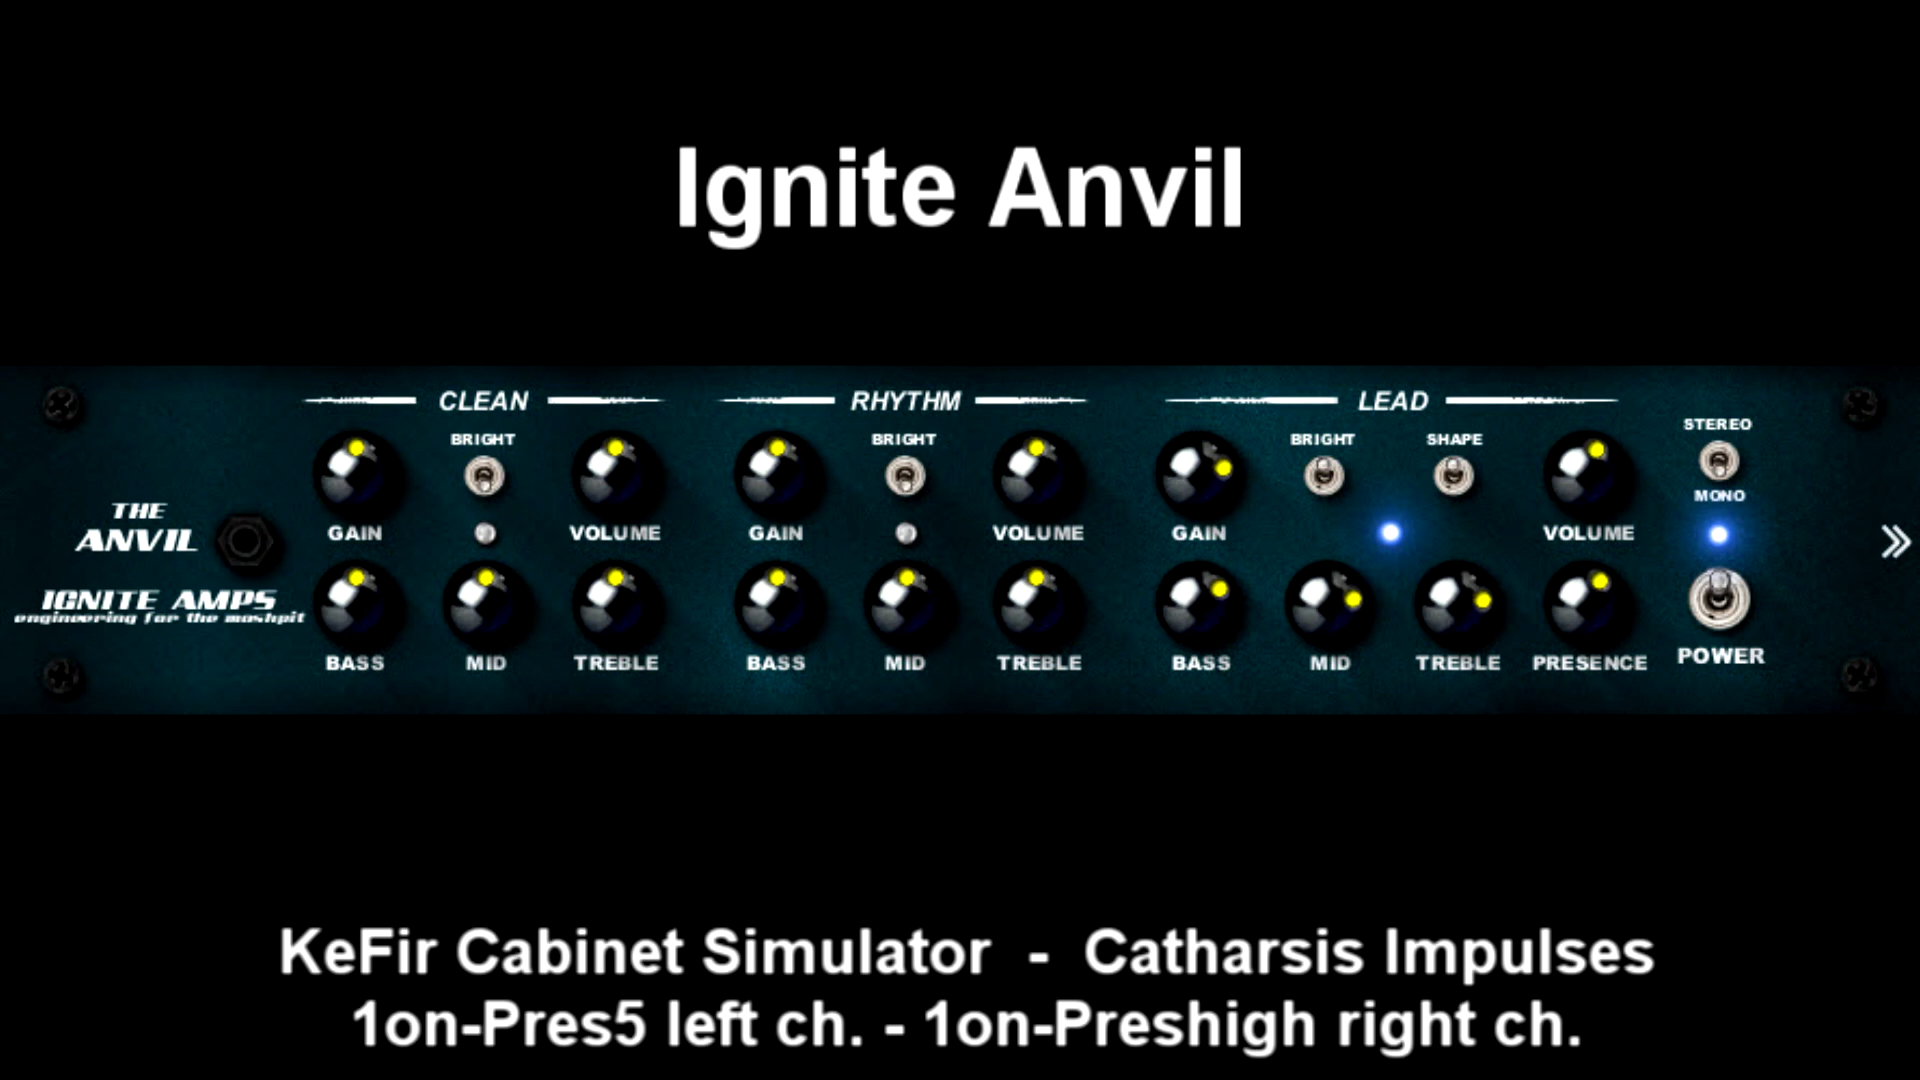 Ignite Anvil
CLEAN
RHYTHM
LEAD
STEREO
BRIGHT
BRIGHT
BRIGHT
SHAPE
MONO
THE
ANVIL
GAIN
VOLUME
GAIN
VOLUME
GAIN
VOLUME
IGNITE AMPS
engineering for the moshpit
BASS
MID
TREBLE
BASS
MID
TREBLE
BASS
MID
TREBLE
PRESENCE
POWER
KeFir Cabinet Simulator - Catharsis Impulses
1on-Pres5 left ch. - 1on-Preshigh right ch.